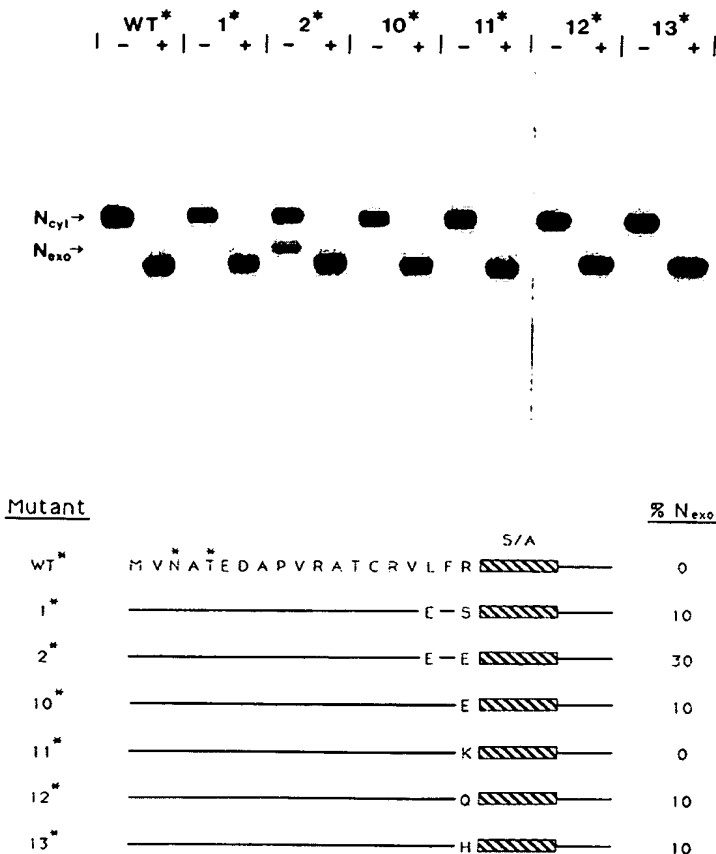 | WT* | 1* | 2* | 10* | 11* | 12* | 13* |
- + - + - + - + - + - + - +
Ncyl→
Nexo→
Mutant % Nexo
S/A
* *
WT* M V N A T E D A P V R A T C R V L F R 0
1* E S 10
2* E E 30
10* E 10
11* K 0
12* Q 10
13* H 10